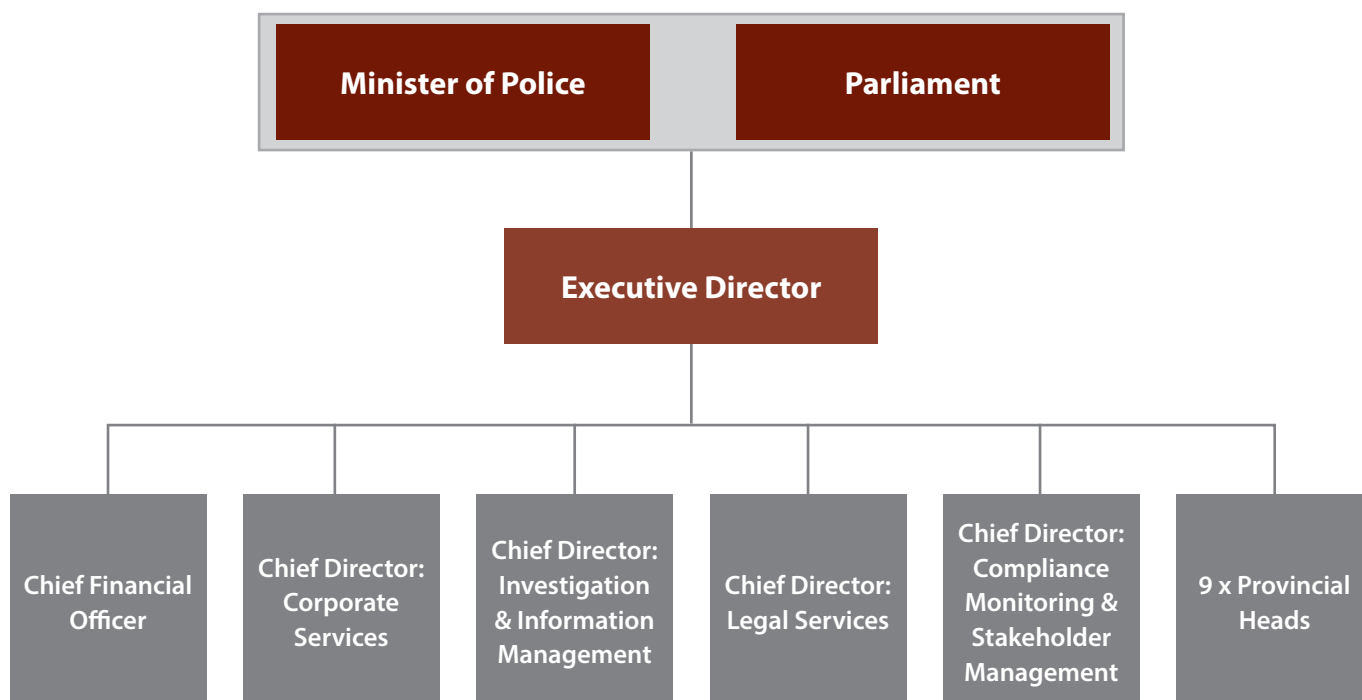 Minister of Police
Parliament
Executive Director
Chief Financial
Officer
Chief Director:
Corporate
Services
Chief Director:
Investigation
& Information
Management
Chief Director:
Legal Services
Chief Director:
Compliance
Monitoring &
Stakeholder
Management
9 x Provincial
Heads